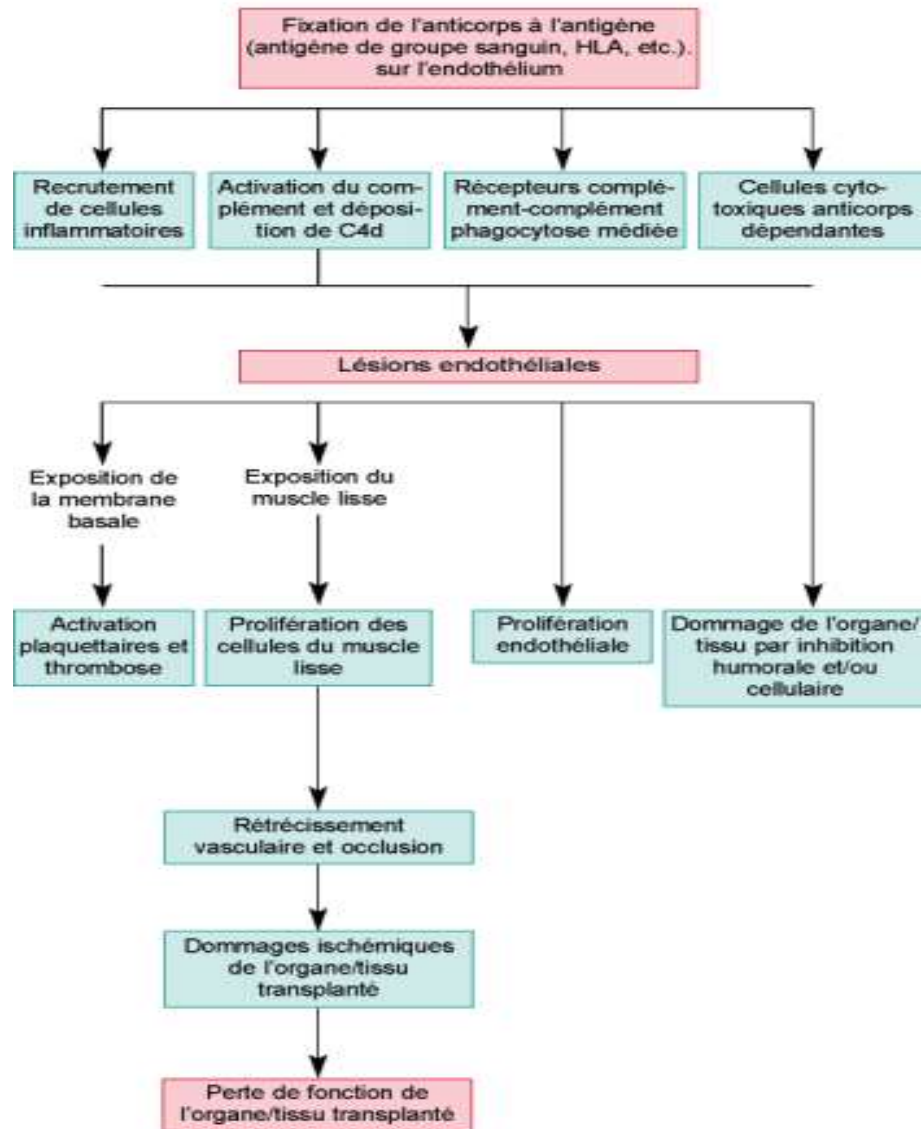 Fixation de l'anticorps à l'antigène
(antigène de groupe sanguin, HLA, etc.).
sur l'endothélium
Recrutement
de cellules
inflammatoires
Activation du com-
plément et déposi-
tion de C4d
Récepteurs complé-
ment-complément
phagocytose médiée
Cellules cyto-
toxiques anticorps
dépendantes
Lésions endothéliales
Exposition de
la membrane
basale
Exposition du
muscle lisse
Activation
plaquettaires et
thrombose
Prolifération des
cellules du muscle
lisse
Prolifération
endothéliale
Dommage de l'organe/
tissu par inhibition
humorale et/ou
cellulaire
Rétrécissement
vasculaire et occlusion
Dommages ischémiques
de l'organe/tissu
transplanté
Perte de fonction de
l'organe/tissu transplanté